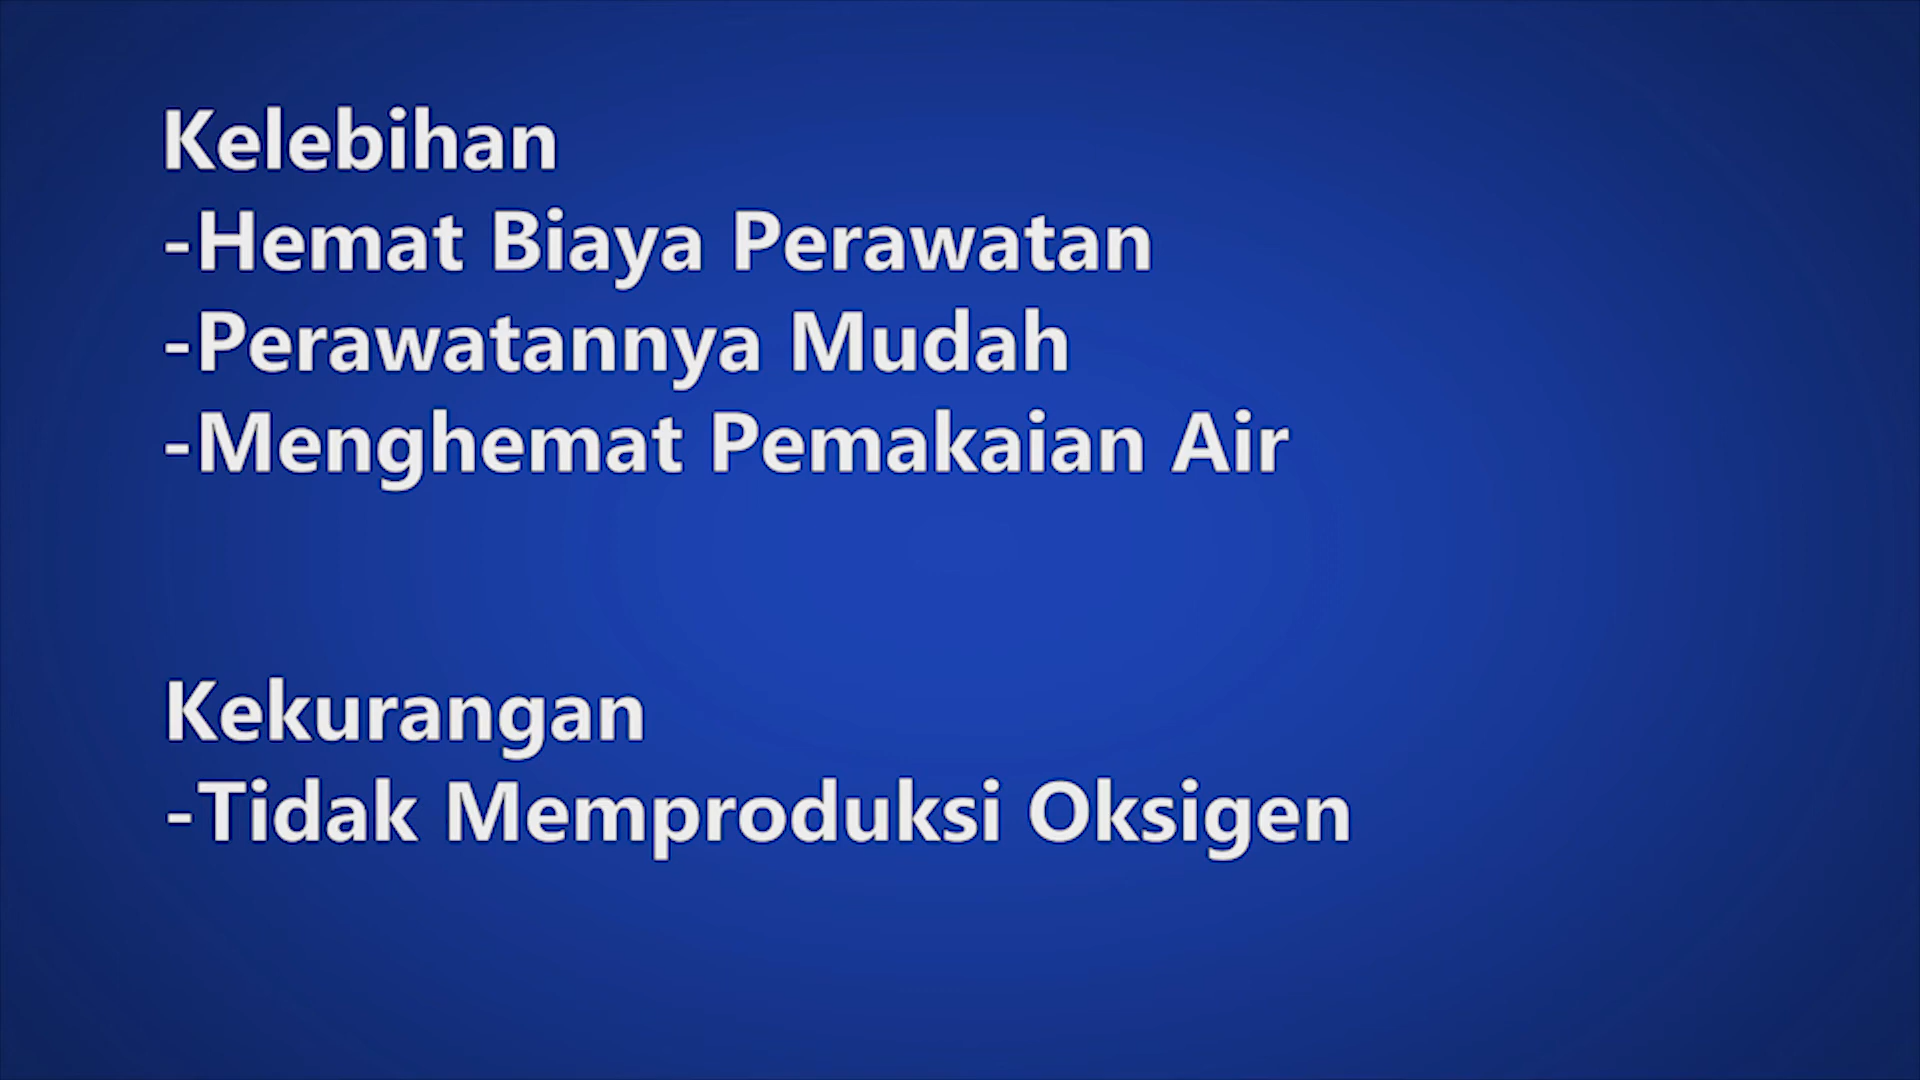 Kelebihan
-Hemat Biaya Perawatan
-Perawatannya Mudah
-Menghemat Pemakaian Air
Kekurangan
-Tidak Memproduksi Oksigen